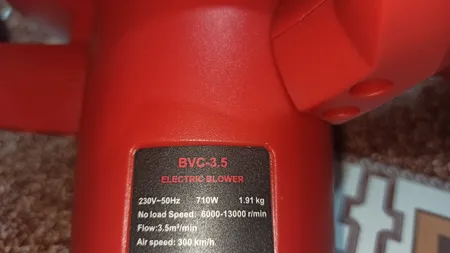 BVC-3.5
ELECTRIC BLOWER
230V~50Hz 710W 1.91 kg
No load Speed: 6000-13000 r/min
Flow:3.5m³/min
Air speed: 300 km/h